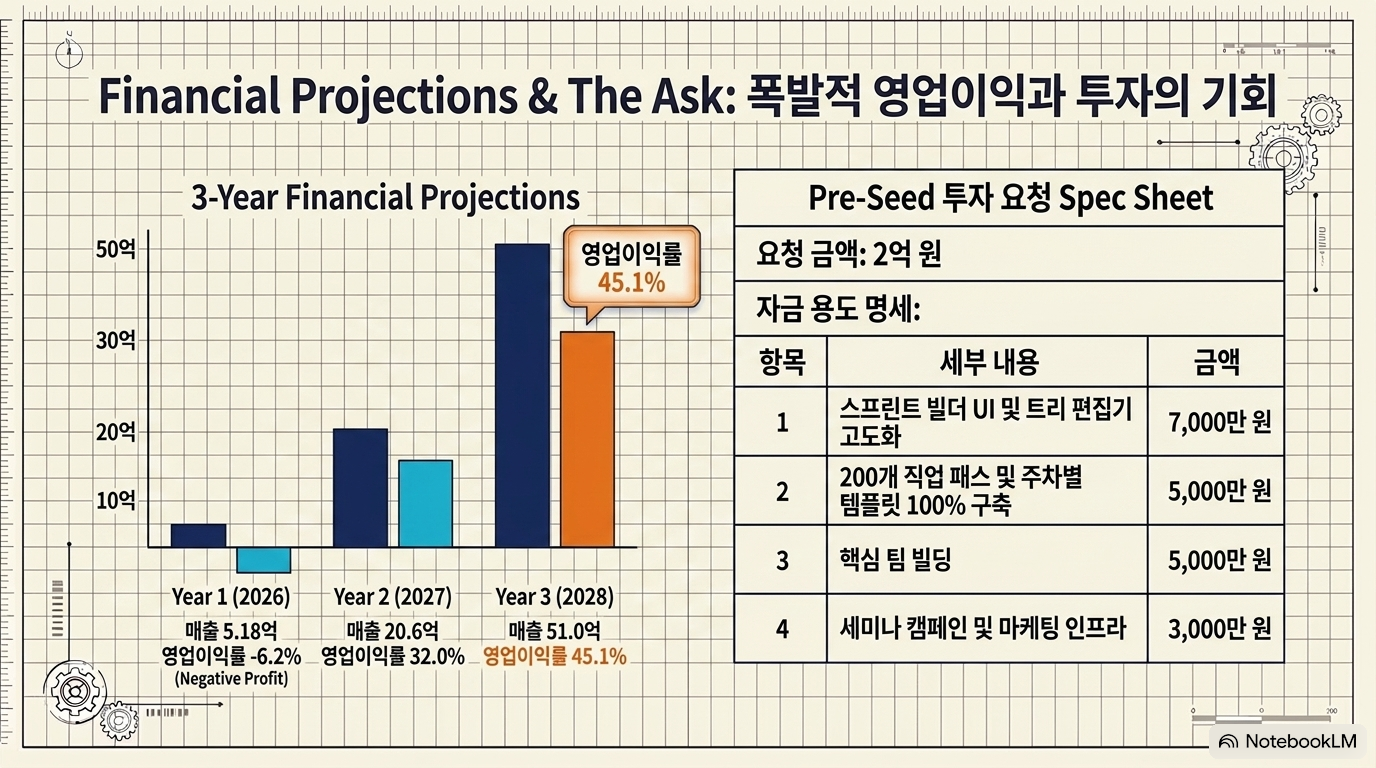 Financial Projections & The Ask: 폭발적 영업이익과 투자의 기회
3-Year Financial Projections
50억
30억
20억
10억
영업이익률
45.1%
Year 1 (2026)
매출 5.18억
영업이익률 -6.2%
(Negative Profit)
Year 2 (2027)
매출 20.6억
영업이익률 32.0%
Year 3 (2028)
매출 51.0억
영업이익률 45.1%
Pre-Seed 투자 요청 Spec Sheet
요청 금액: 2억 원
자금 용도 명세:
항목 세부 내용 금액
1 스프린트 빌더 UI 및 트리 편집기
고도화 7,000만 원
2 200개 직업 패스 및 주차별
템플릿 100% 구축 5,000만 원
3 핵심 팀 빌딩 5,000만 원
4 세미나 캠페인 및 마케팅 인프라 3,000만 원
NotebookLM